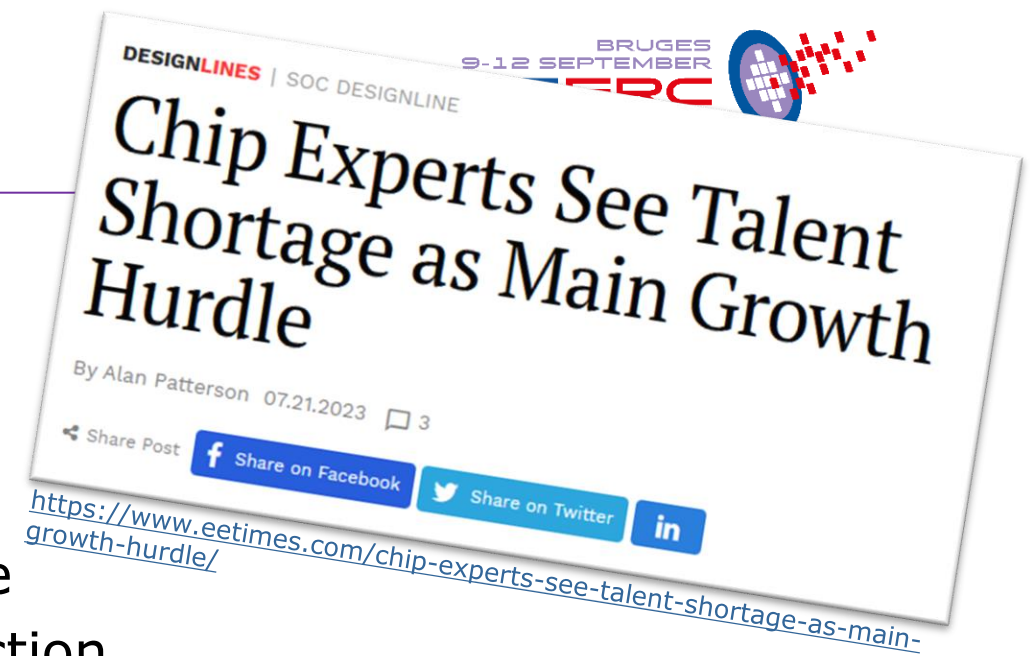 BRUGES
9-12 SEPTEMBER
DESIGNLINES | SOC DESIGNLINE
Chip Experts See Talent
Shortage as Main Growth
Hurdle
By Alan Patterson 07.21.2023 3
Share Post Share on Facebook Share on Twitter in
https://www.eetimes.com/chip-experts-see-talent-shortage-as-main-
growth-hurdle/